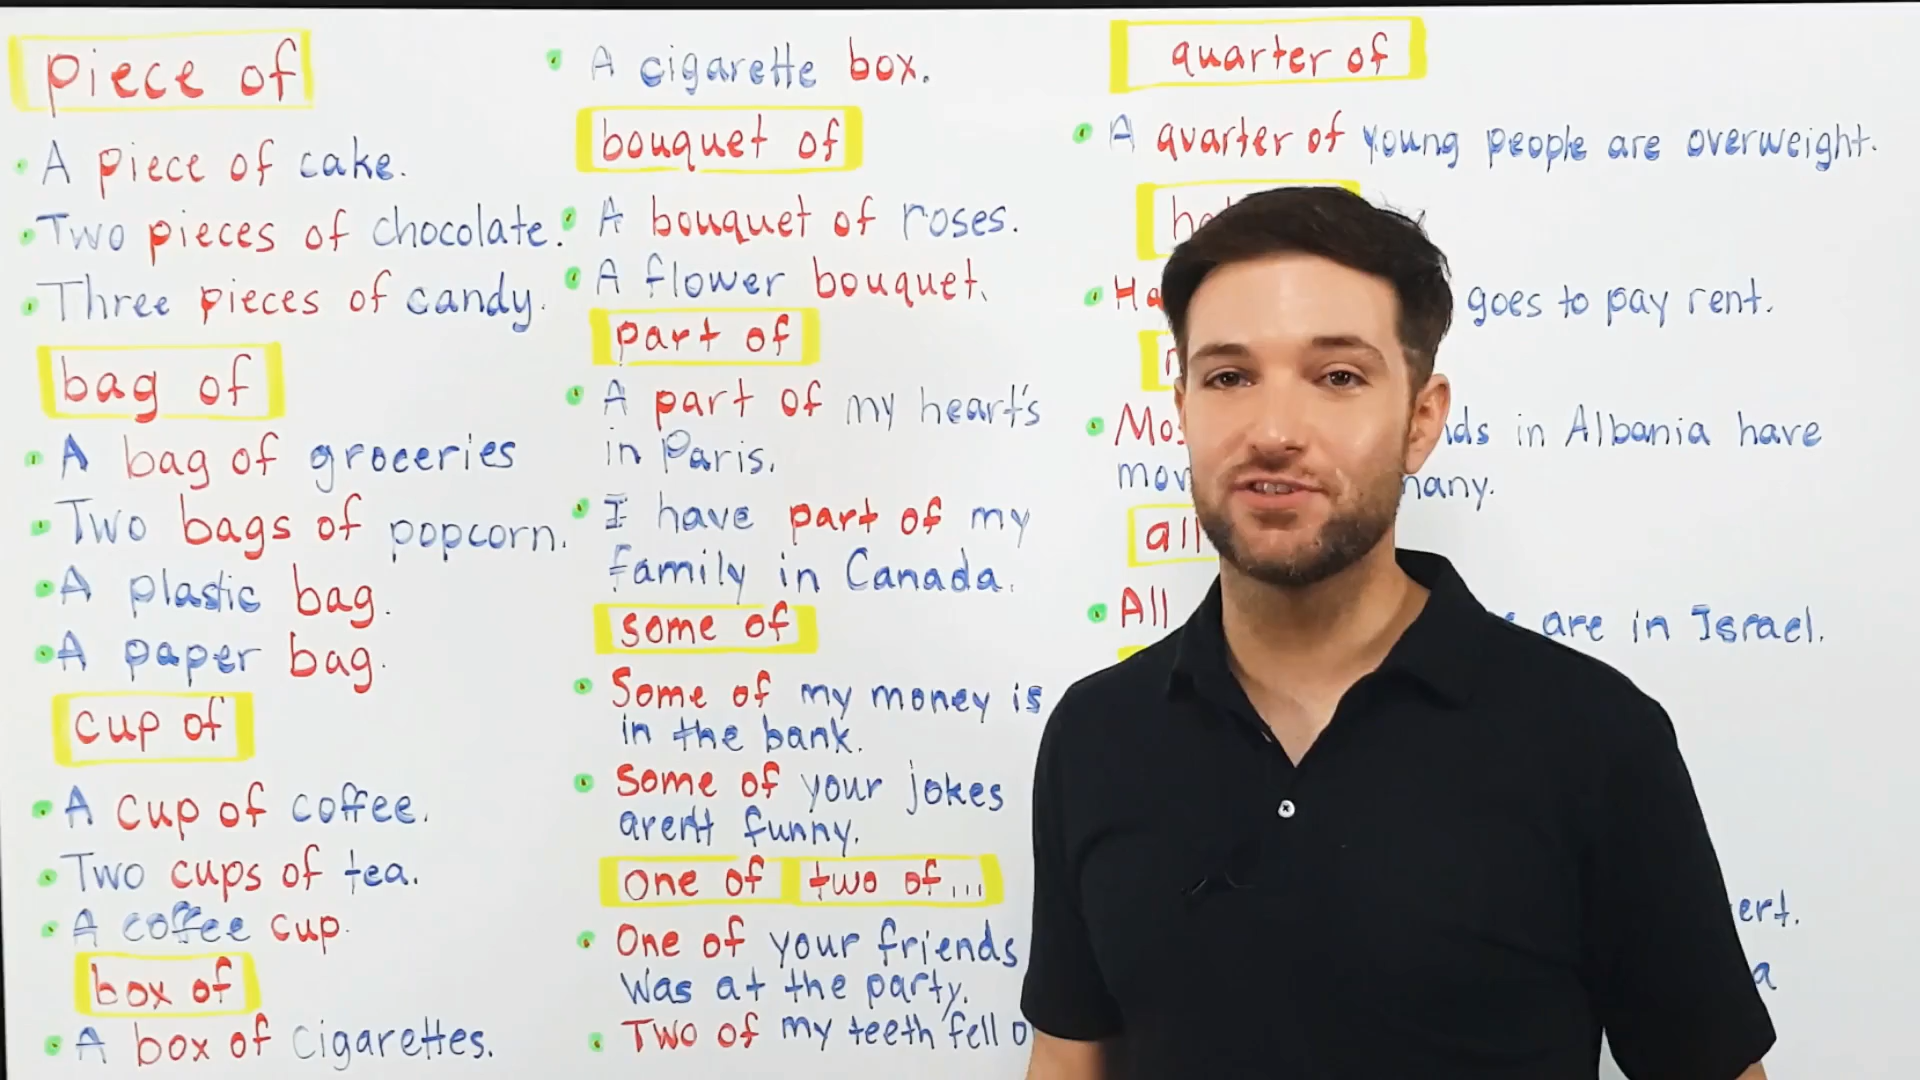 piece of
A piece of cake.
Two pieces of chocolate.
Three pieces of candy.
bag of
A bag of groceries
Two bags of popcorn.
A plastic bag.
A paper bag.
cup of
A cup of coffee.
Two cups of tea.
A coffee cup.
box of
A box of cigarettes.
A cigarette box.
bouquet of
A bouquet of roses.
A flower bouquet.
part of
A part of my heart's
in Paris.
I have part of my
family in Canada.
some of
Some of my money is
in the bank.
Some of your jokes
aren't funny.
one of two of...
One of your friends
was at the party.
Two of my teeth fell
quarter of
A quarter of young people are overweight.
goes to pay rent.
in Albania have
all
All are in Israel.
a